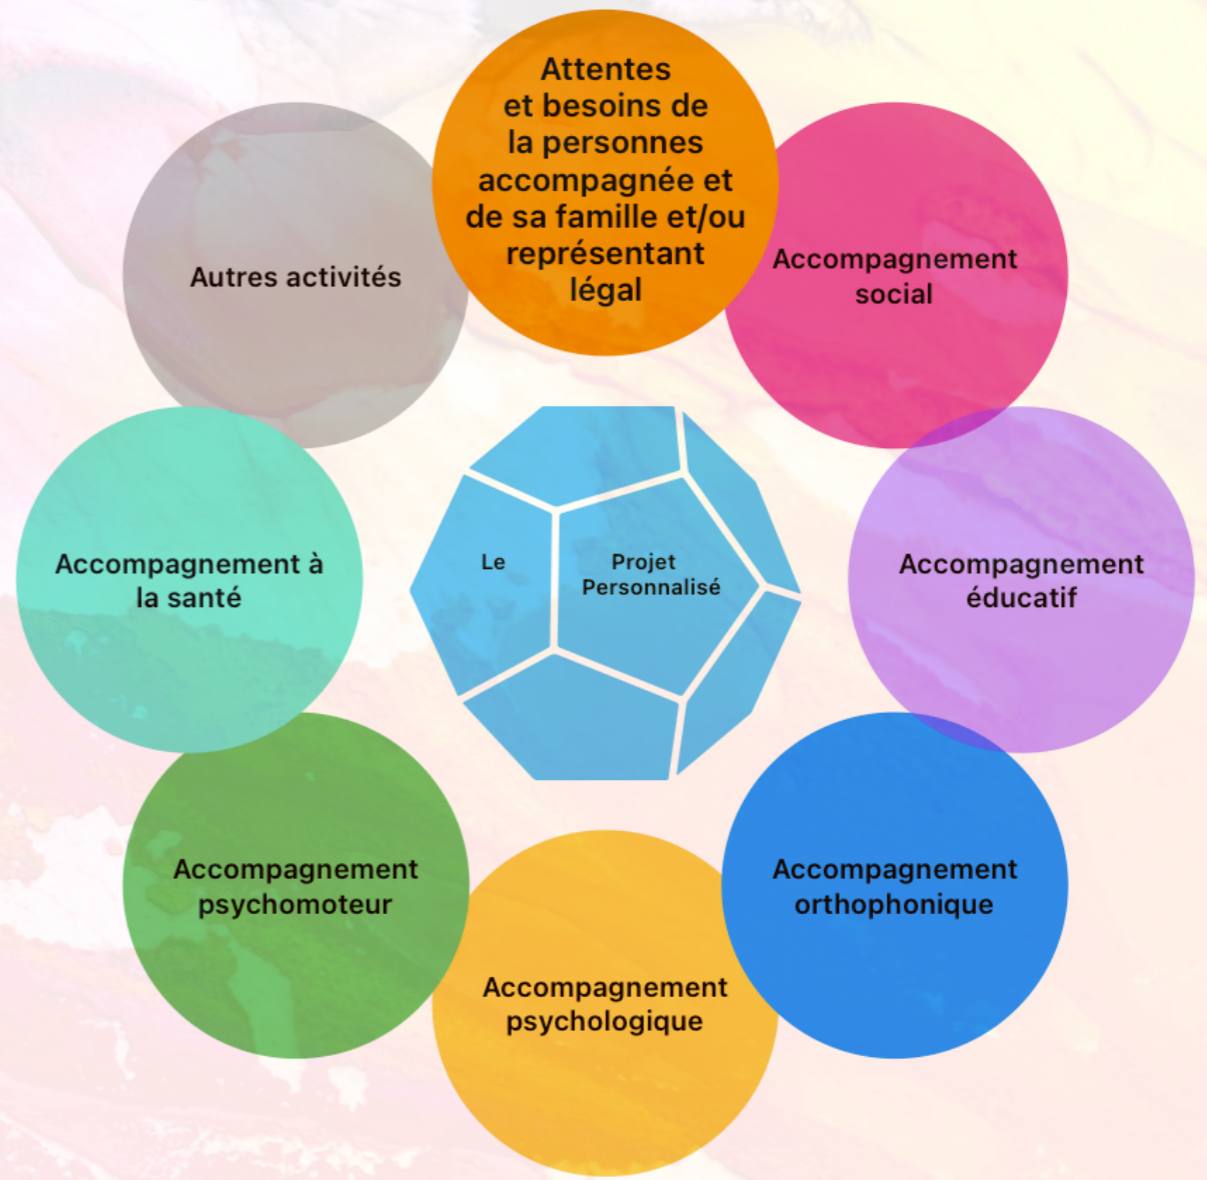 Attentes
et besoins de
la personnes
accompagnée et
de sa famille et/ou
représentant
légal
Accompagnement
social
Accompagnement
éducatif
Accompagnement
orthophonique
Accompagnement
psychologique
Accompagnement
psychomoteur
Accompagnement à
la santé
Autres activités
Le
Projet
Personnalisé